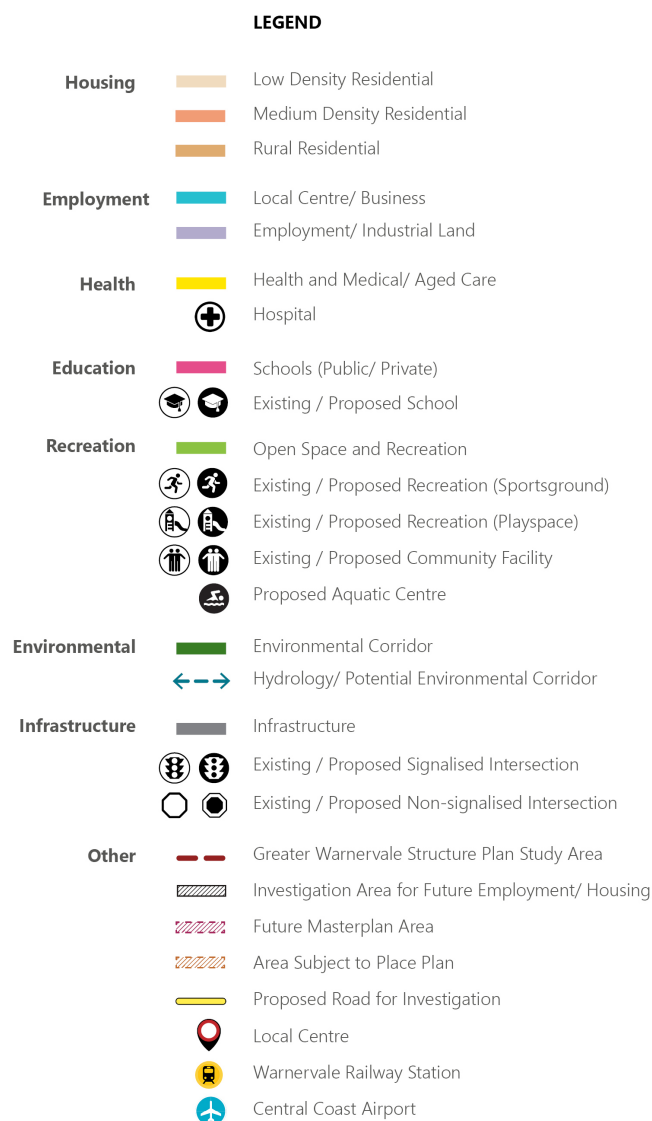 LEGEND
Housing
Low Density Residential
Medium Density Residential
Rural Residential
Employment
Local Centre/ Business
Employment/ Industrial Land
Health
Health and Medical/ Aged Care
Hospital
Education
Schools (Public/ Private)
Existing / Proposed School
Recreation
Open Space and Recreation
Existing / Proposed Recreation (Sportsground)
Existing / Proposed Recreation (Playspace)
Existing / Proposed Community Facility
Proposed Aquatic Centre
Environmental
Environmental Corridor
Hydrology/ Potential Environmental Corridor
Infrastructure
Infrastructure
Existing / Proposed Signalised Intersection
Existing / Proposed Non-signalised Intersection
Other
Greater Warnervale Structure Plan Study Area
Investigation Area for Future Employment/ Housing
Future Masterplan Area
Area Subject to Place Plan
Proposed Road for Investigation
Local Centre
Warnervale Railway Station
Central Coast Airport